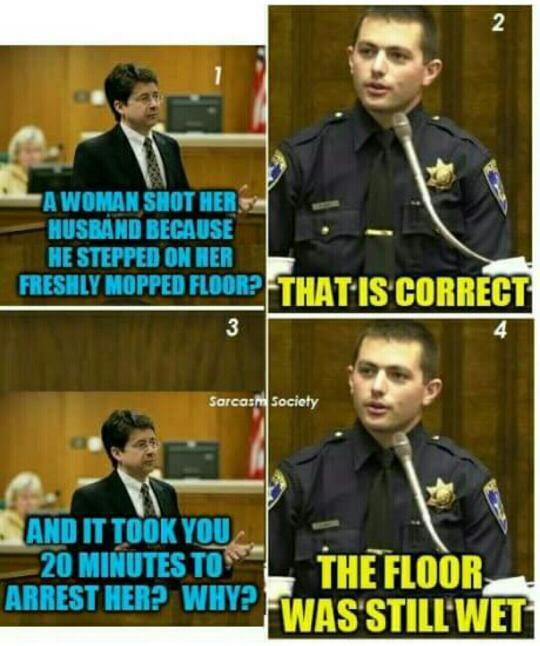 1
A WOMAN SHOT HER
HUSBAND BECAUSE
HE STEPPED ON HER
FRESHLY MOPPED FLOOR?
2
THAT IS CORRECT
3
Sarcasm Society
AND IT TOOK YOU
20 MINUTES TO
ARREST HER? WHY?
4
THE FLOOR
WAS STILL WET